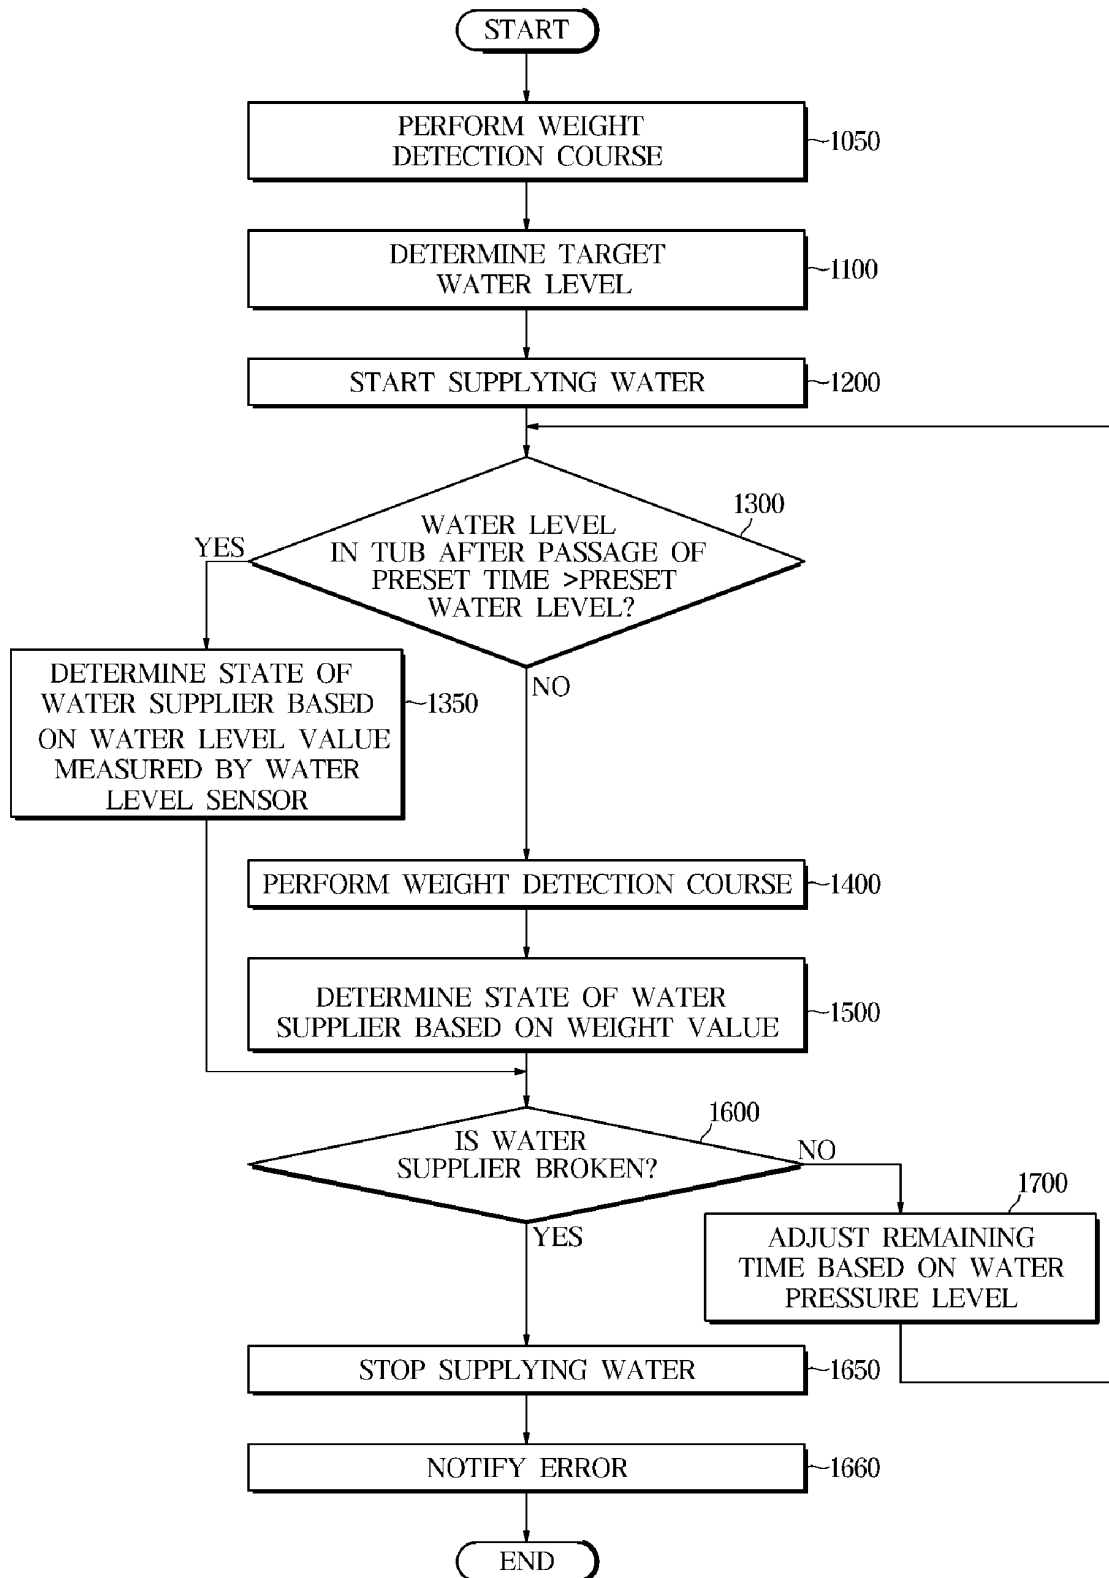 START
PERFORM WEIGHT
DETECTION COURSE
1050
DETERMINE TARGET
WATER LEVEL
1100
START SUPPLYING WATER
1200
1300
WATER LEVEL
IN TUB AFTER PASSAGE OF
PRESET TIME >PRESET
WATER LEVEL?
YES
NO
DETERMINE STATE OF
WATER SUPPLIER BASED
ON WATER LEVEL VALUE
MEASURED BY WATER
LEVEL SENSOR
1350
PERFORM WEIGHT DETECTION COURSE
1400
DETERMINE STATE OF WATER
SUPPLIER BASED ON WEIGHT VALUE
1500
1600
IS WATER
SUPPLIER BROKEN?
NO
YES
1700
ADJUST REMAINING
TIME BASED ON WATER
PRESSURE LEVEL
STOP SUPPLYING WATER
1650
NOTIFY ERROR
1660
END